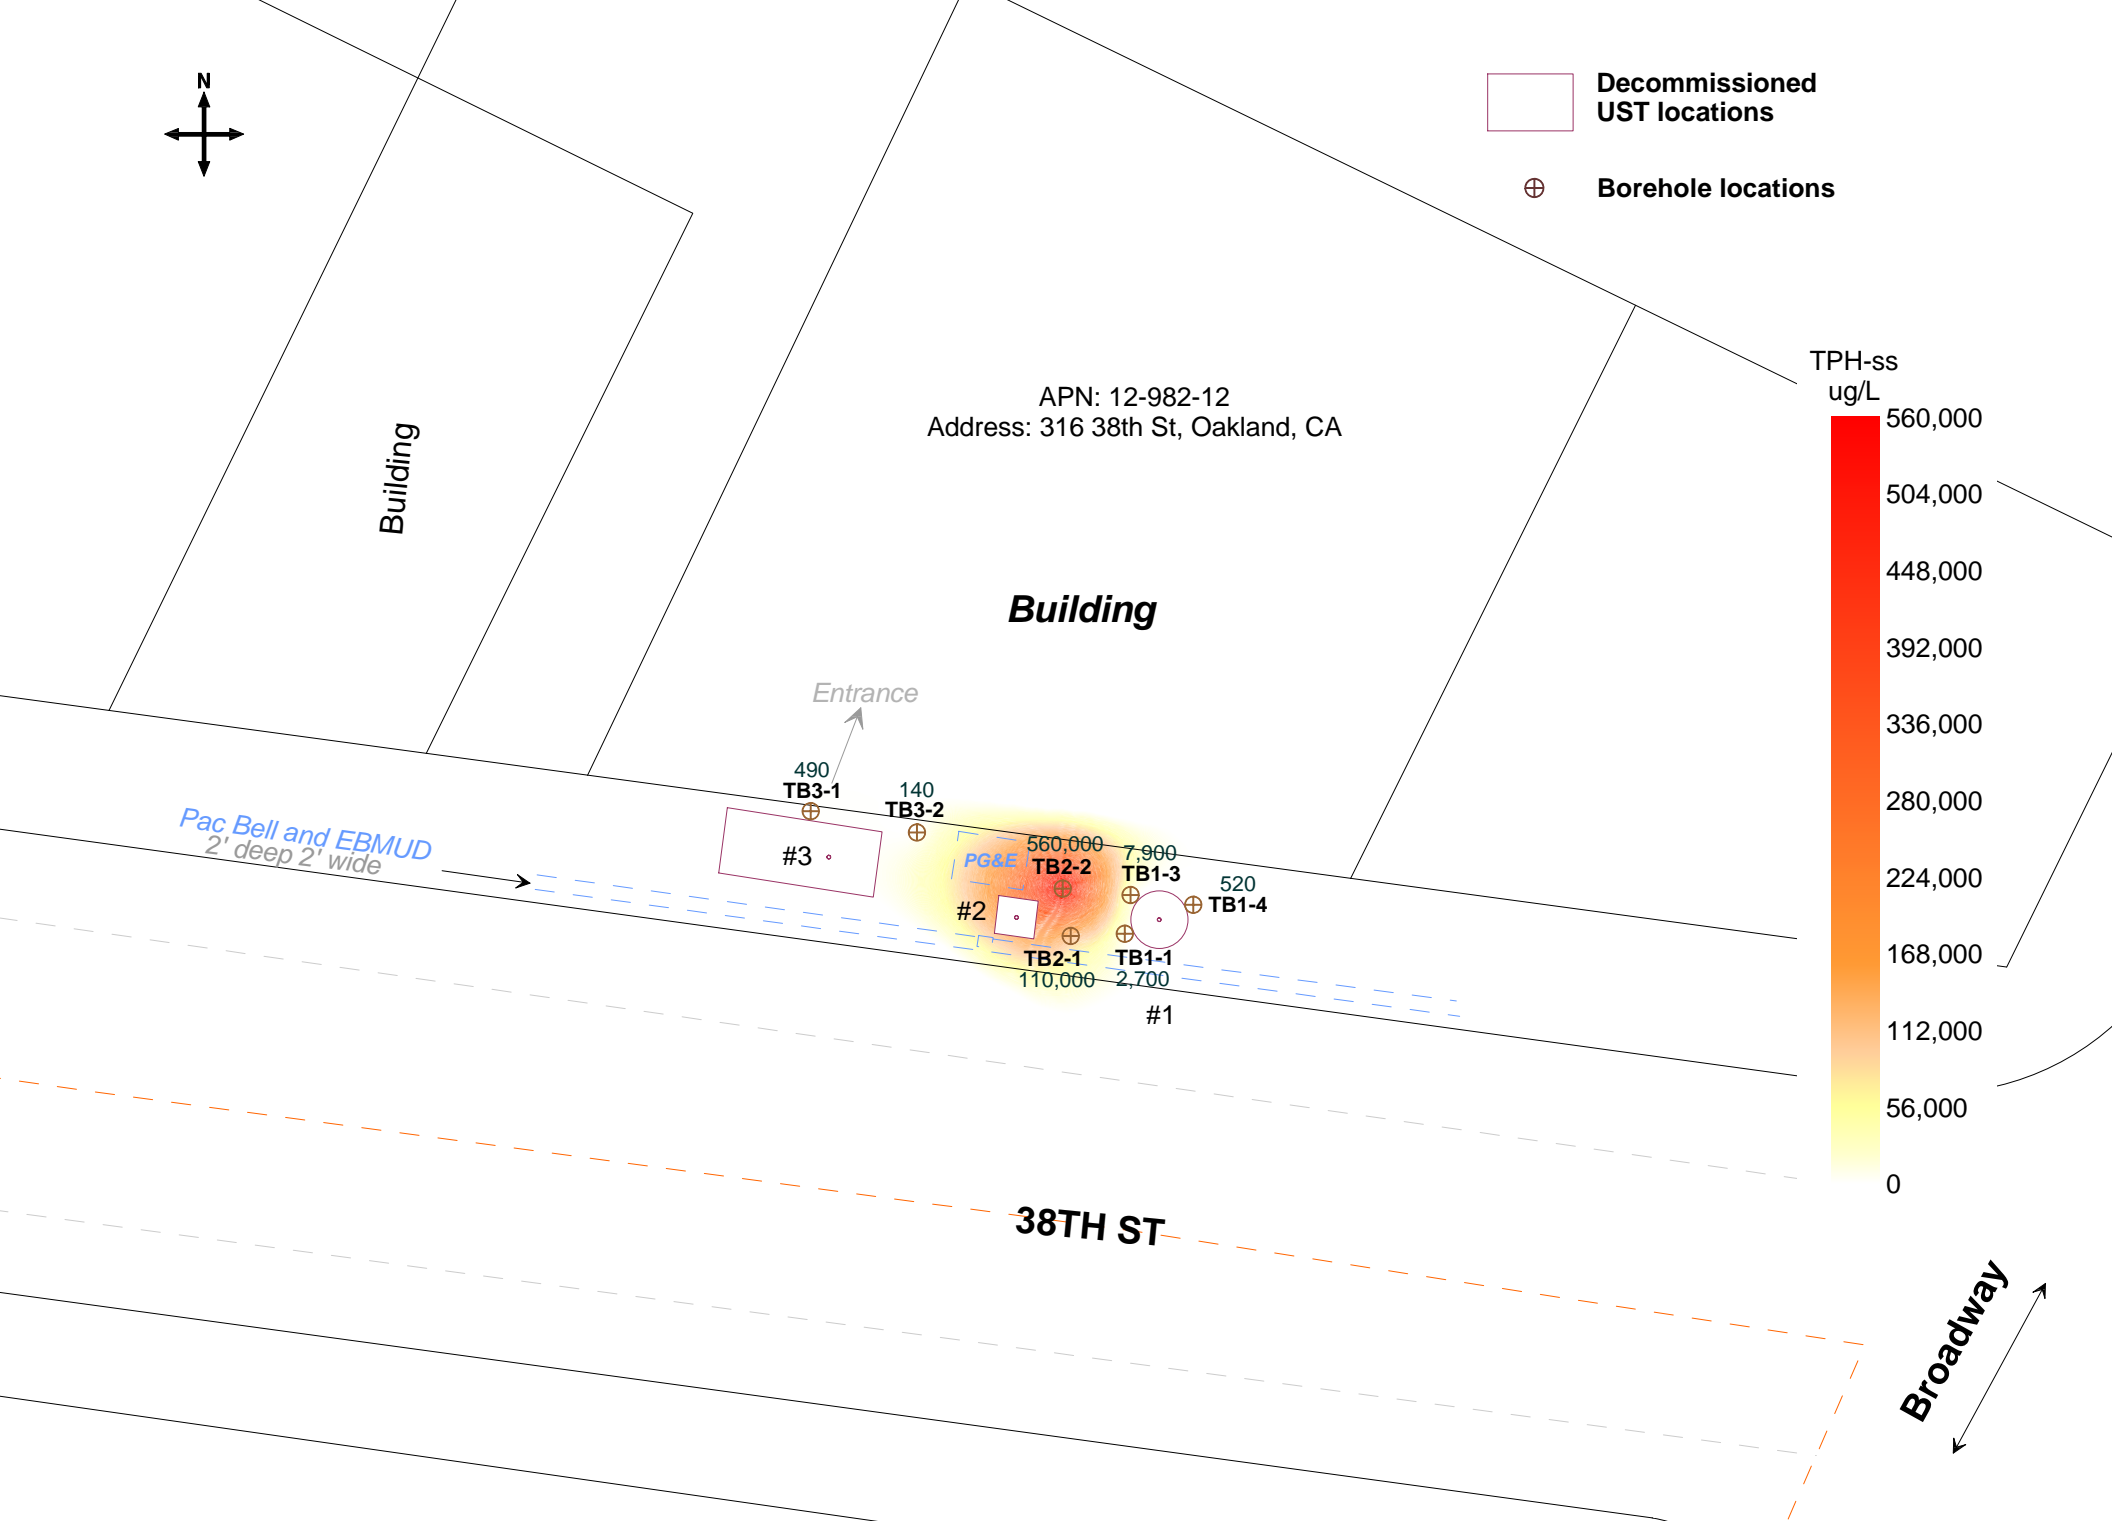 N
Decommissioned
UST locations
Borehole locations
TPH-ss
ug/L
560,000
504,000
448,000
392,000
336,000
280,000
224,000
168,000
112,000
56,000
0
APN: 12-982-12
Address: 316 38th St, Oakland, CA
Building
Building
Entrance
490
TB3-1
140
TB3-2
#3
Pac Bell and EBMUD
2' deep 2' wide
PG&E
560,000
TB2-2
7,900
TB1-3
520
TB1-4
#2
TB2-1
110,000
TB1-1
2,700
#1
38TH ST
Broadway